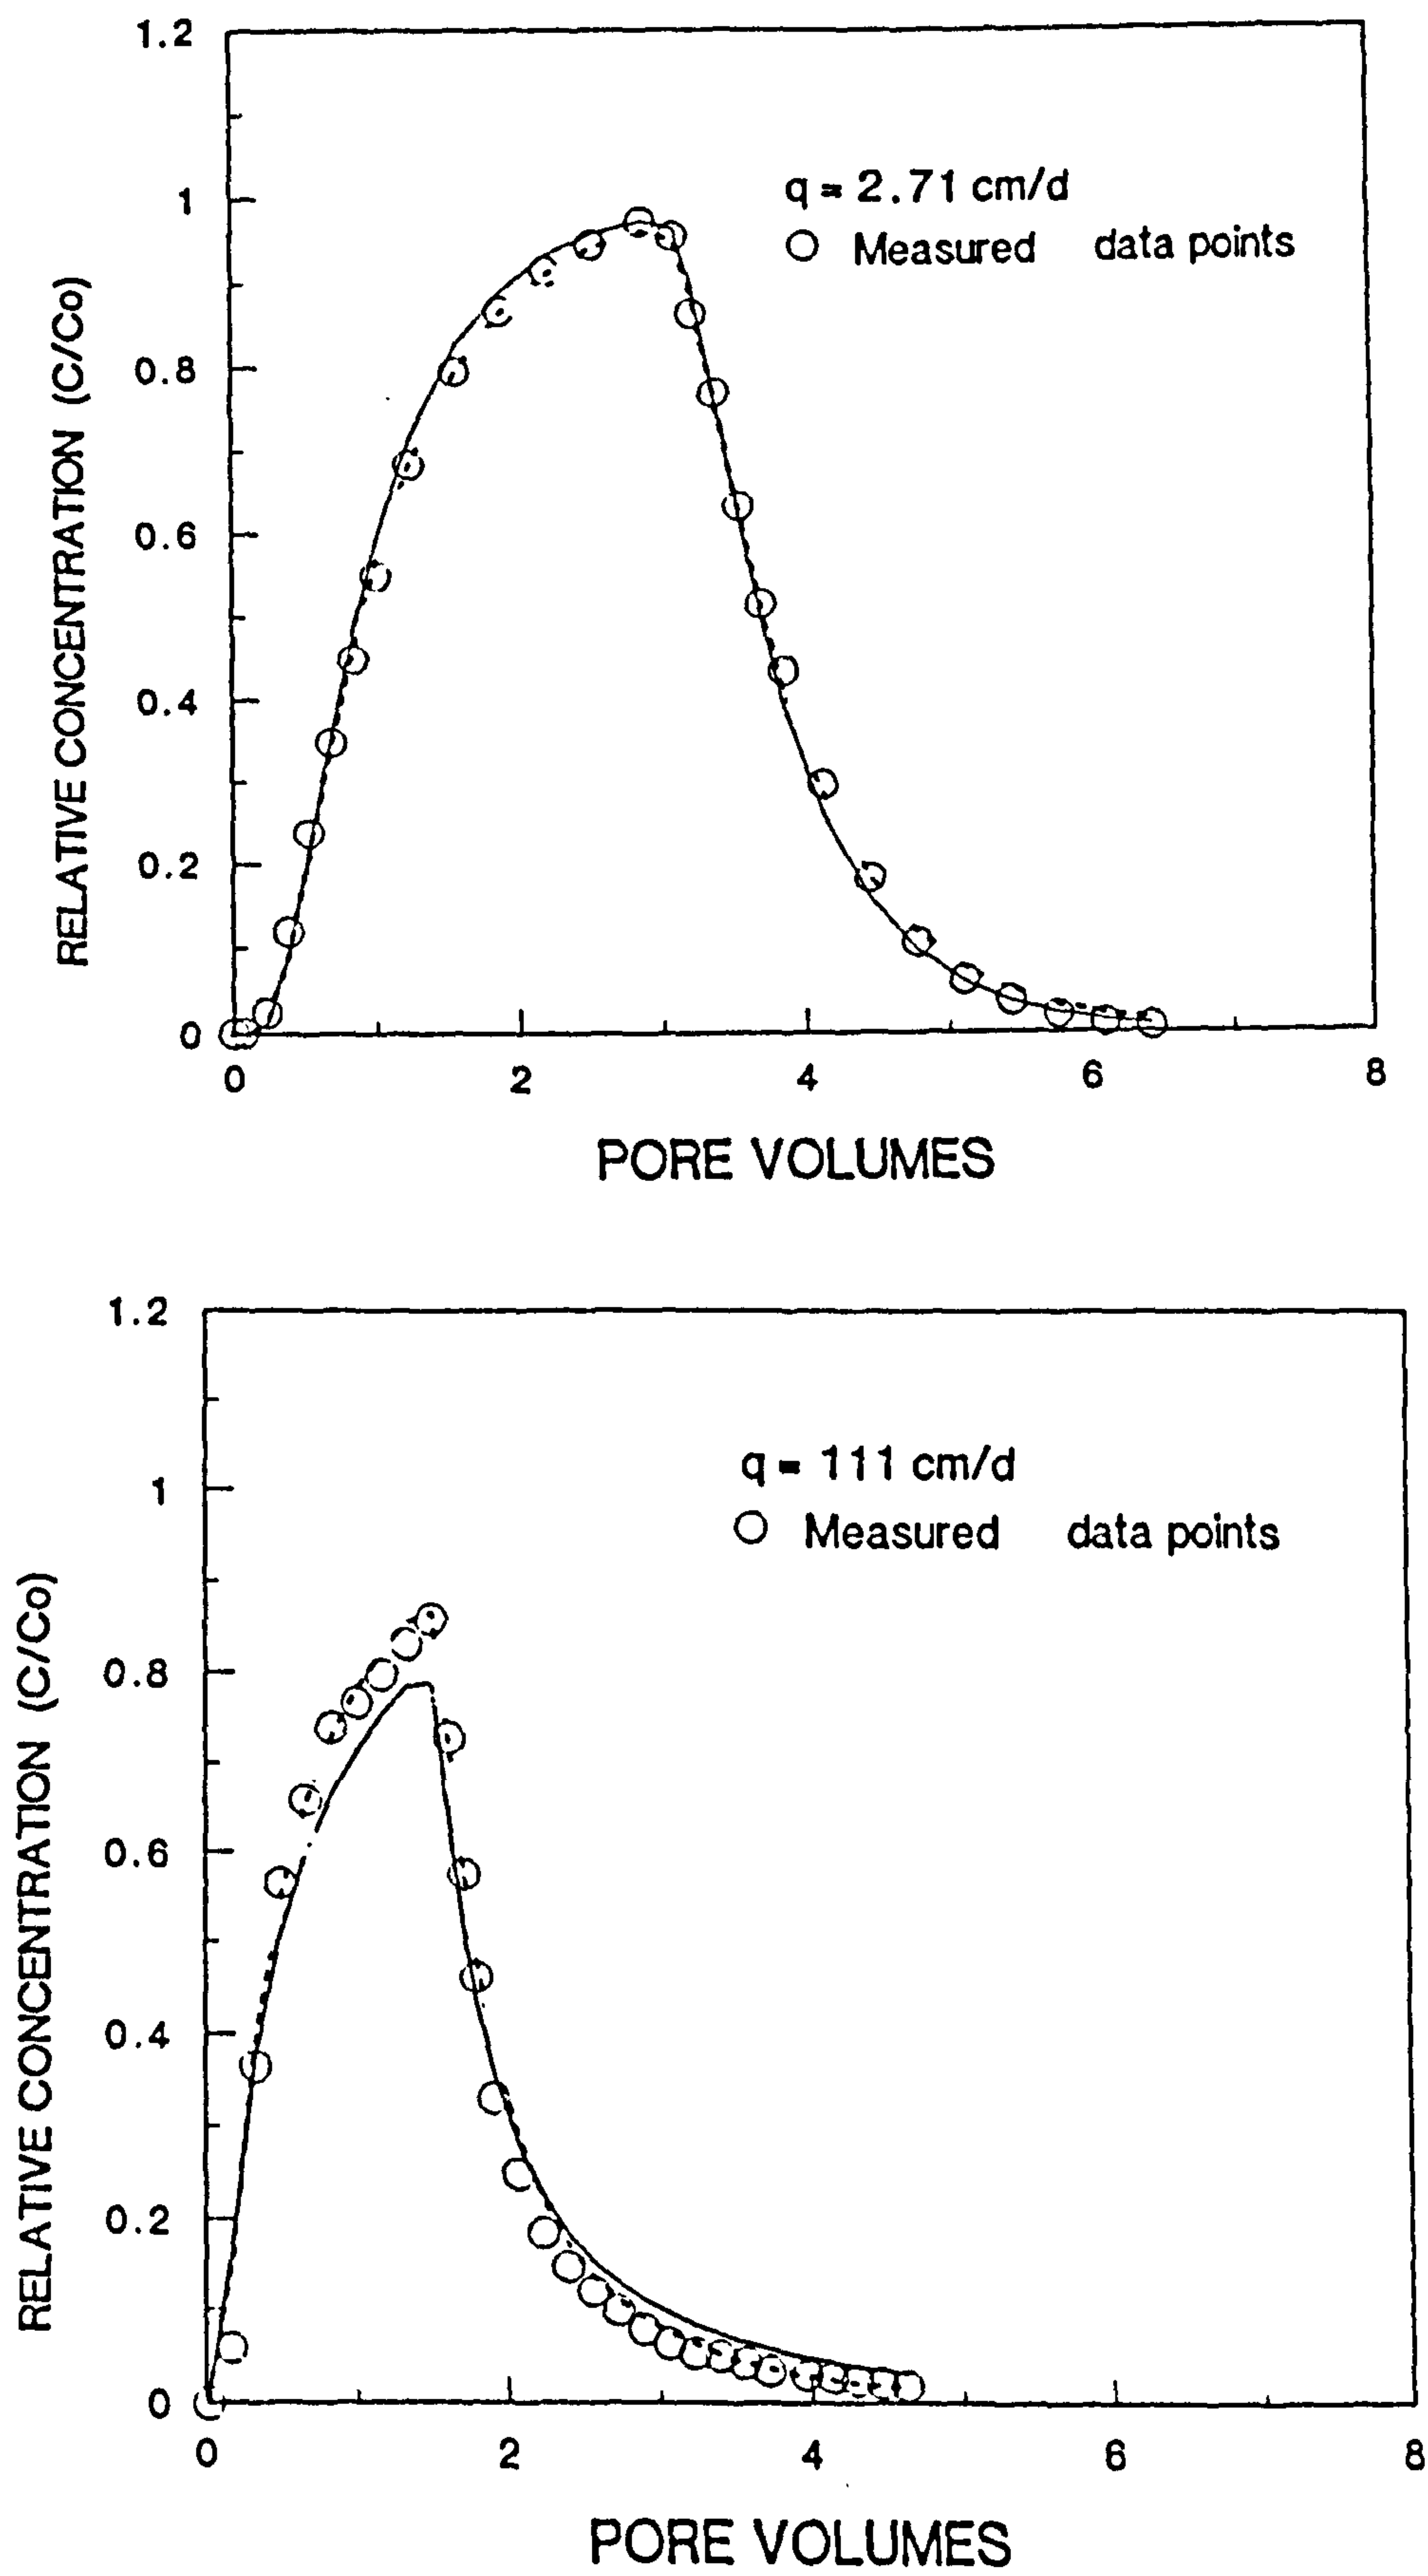 1.2
1
0.8
0.6
0.4
0.2
0
RELATIVE CONCENTRATION (C/Co)
q = 2.71 cm/d
Measured data points
0 2 4 6 8
PORE VOLUMES
1.2
1
0.8
0.6
0.4
0.2
0
RELATIVE CONCENTRATION (C/Co)
q = 111 cm/d
Measured data points
0 2 4 6 8
PORE VOLUMES